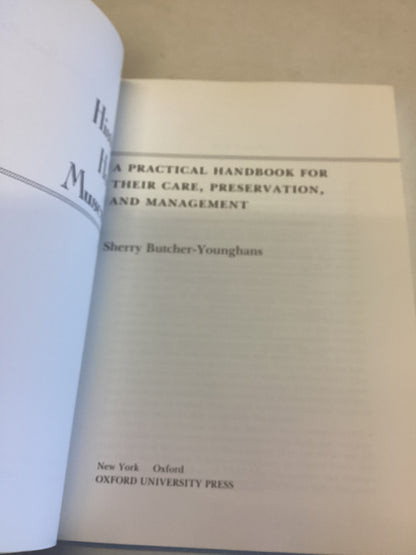 A PRACTICAL HANDBOOK FOR
THEIR CARE, PRESERVATION,
AND MANAGEMENT
Sherry Butcher-Younghans
New York Oxford
OXFORD UNIVERSITY PRESS